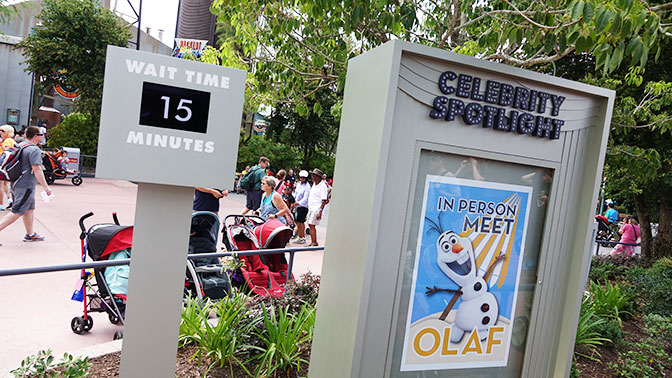 WAIT TIME
15
MINUTES
CELEBRITY
SPOTLIGHT
IN PERSON
MEET
OLAF